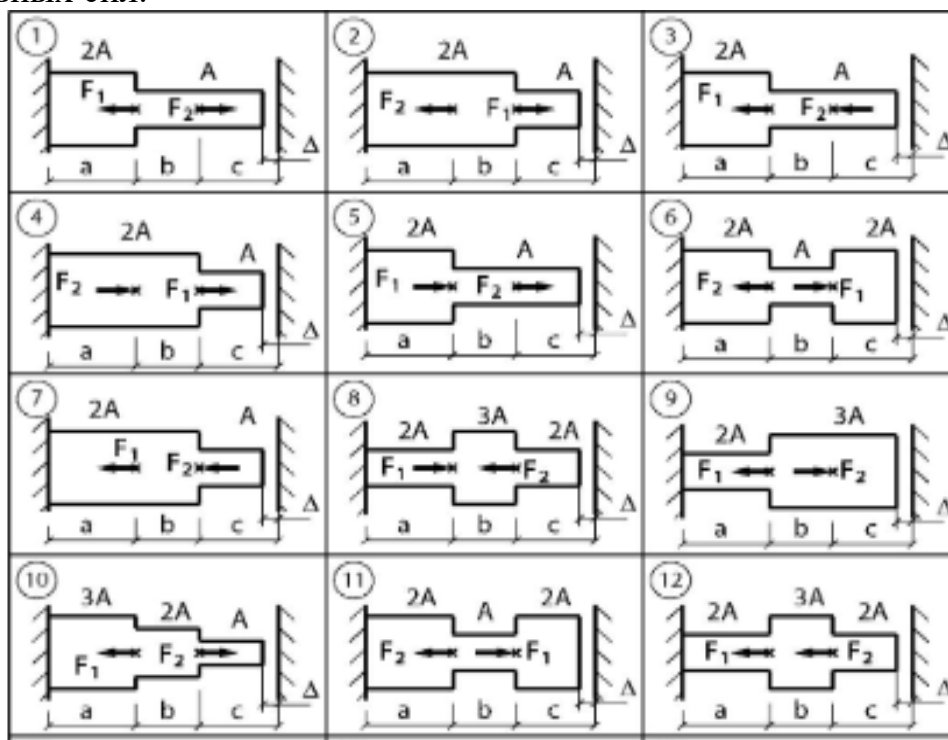 1 2 3
2A 2A 2A
A A A
F₁ F₂ F₂ F₁ F₁ F₂
Δ Δ Δ
a b c a b c a b c
4 5 6
2A 2A 2A A 2A
A A
F₂ F₁ F₁ F₂ F₂ F₁
Δ Δ Δ
a b c a b c a b c
7 8 9
2A A 2A 3A 2A 2A 3A
F₁ F₂ F₁ F₂ F₁ F₂
Δ Δ Δ
a b c a b c a b c
10 11 12
3A 2A A 2A A 2A 2A 3A 2A
F₁ F₂ F₂ F₁ F₁ F₂
Δ Δ Δ
a b c a b c a b c